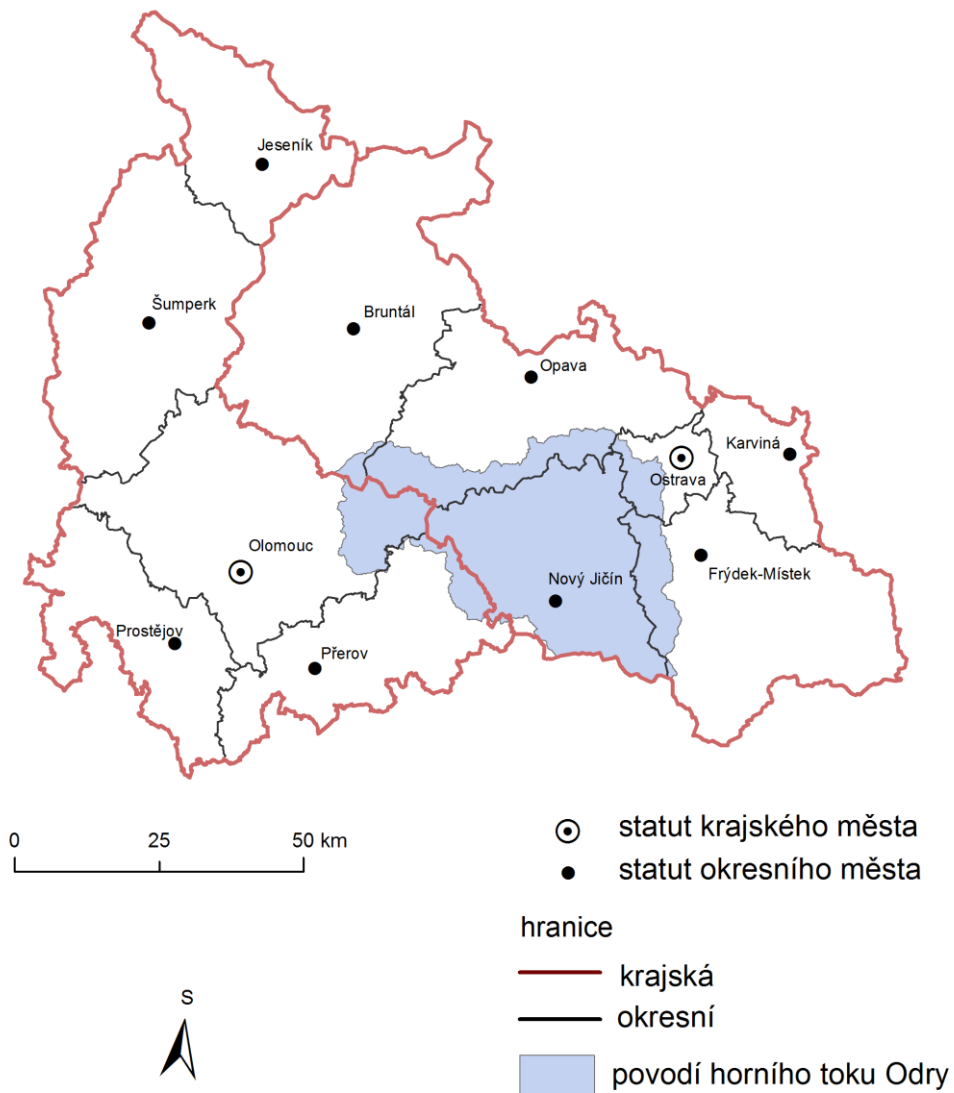 Jeseník
Šumperk
Bruntál
Opava
Karviná
Ostrava
Olomouc
Frýdek-Místek
Nový Jičín
Prostějov
Přerov
0 25 50 km
statut krajského města
statut okresního města
hranice
krajská
okresní
S
povodí horního toku Odry